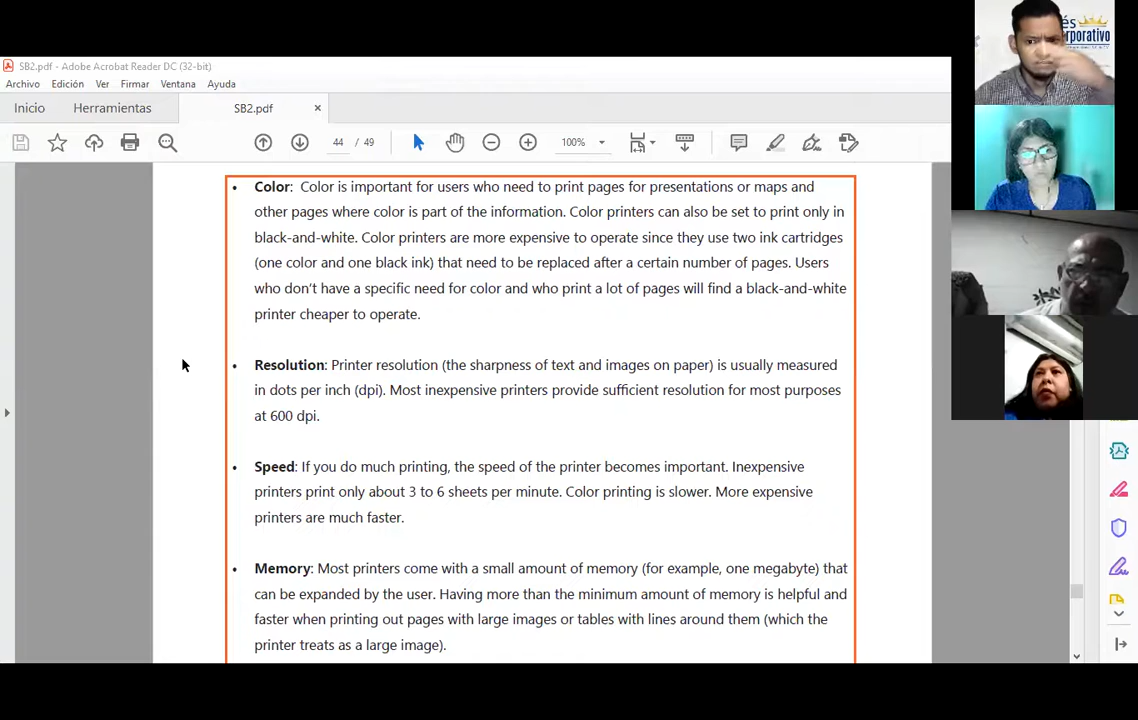 SB2.pdf - Adobe Acrobat Reader DC (32-bit)
Archivo Edición Ver Firmar Ventana Ayuda
Inicio Herramientas SB2.pdf ×
44 / 49 100%
• Color: Color is important for users who need to print pages for presentations or maps and
other pages where color is part of the information. Color printers can also be set to print only in
black-and-white. Color printers are more expensive to operate since they use two ink cartridges
(one color and one black ink) that need to be replaced after a certain number of pages. Users
who don't have a specific need for color and who print a lot of pages will find a black-and-white
printer cheaper to operate.
• Resolution: Printer resolution (the sharpness of text and images on paper) is usually measured
in dots per inch (dpi). Most inexpensive printers provide sufficient resolution for most purposes
at 600 dpi.
• Speed: If you do much printing, the speed of the printer becomes important. Inexpensive
printers print only about 3 to 6 sheets per minute. Color printing is slower. More expensive
printers are much faster.
• Memory: Most printers come with a small amount of memory (for example, one megabyte) that
can be expanded by the user. Having more than the minimum amount of memory is helpful and
faster when printing out pages with large images or tables with lines around them (which the
printer treats as a large image).
és
rporativo